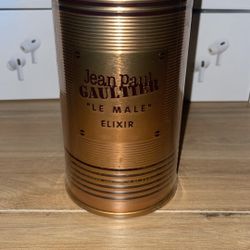 Jean Paul
GAULTIER
"LE MALE"
ELIXIR